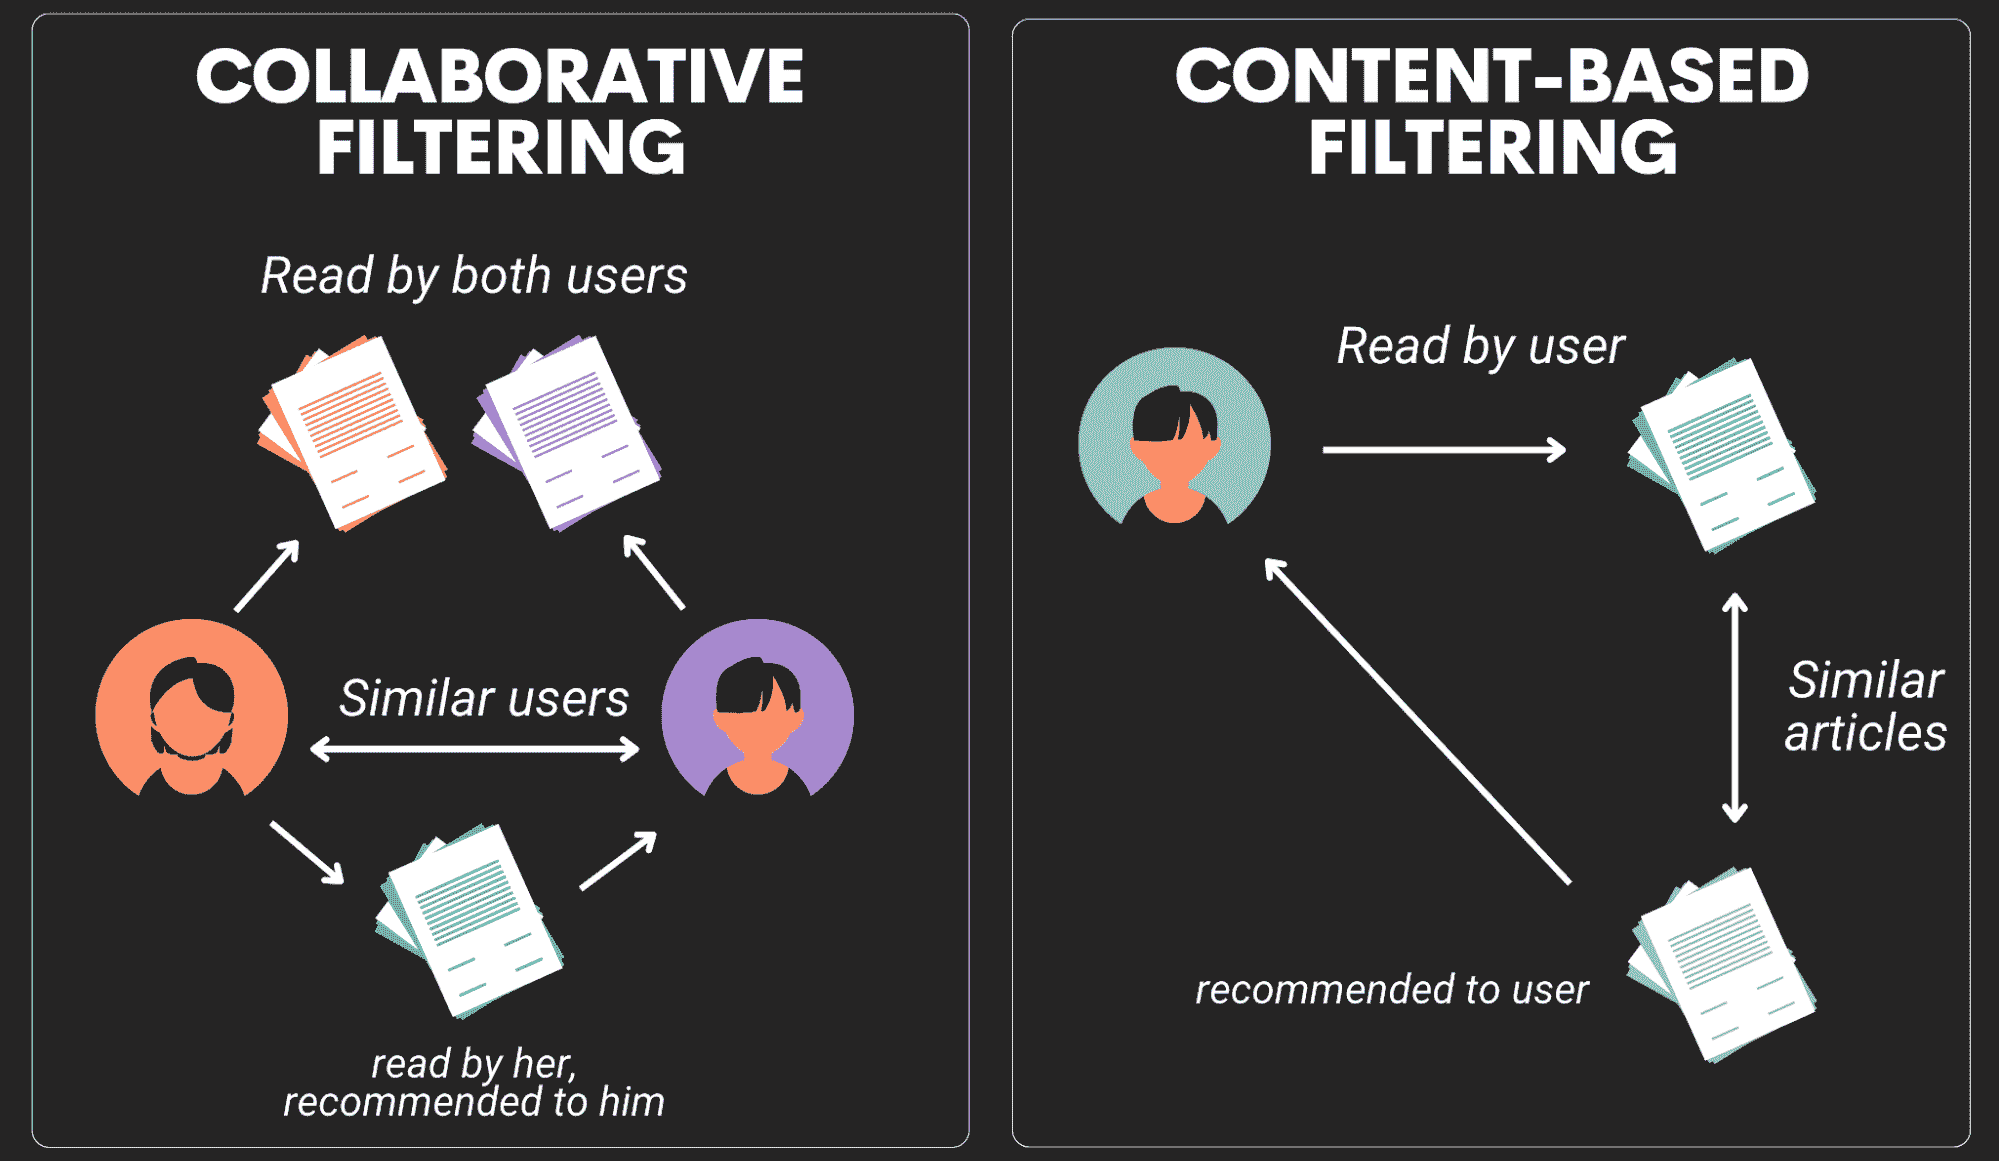 COLLABORATIVE
FILTERING
Read by both users
Similar users
read by her,
recommended to him
CONTENT-BASED
FILTERING
Read by user
Similar
articles
recommended to user